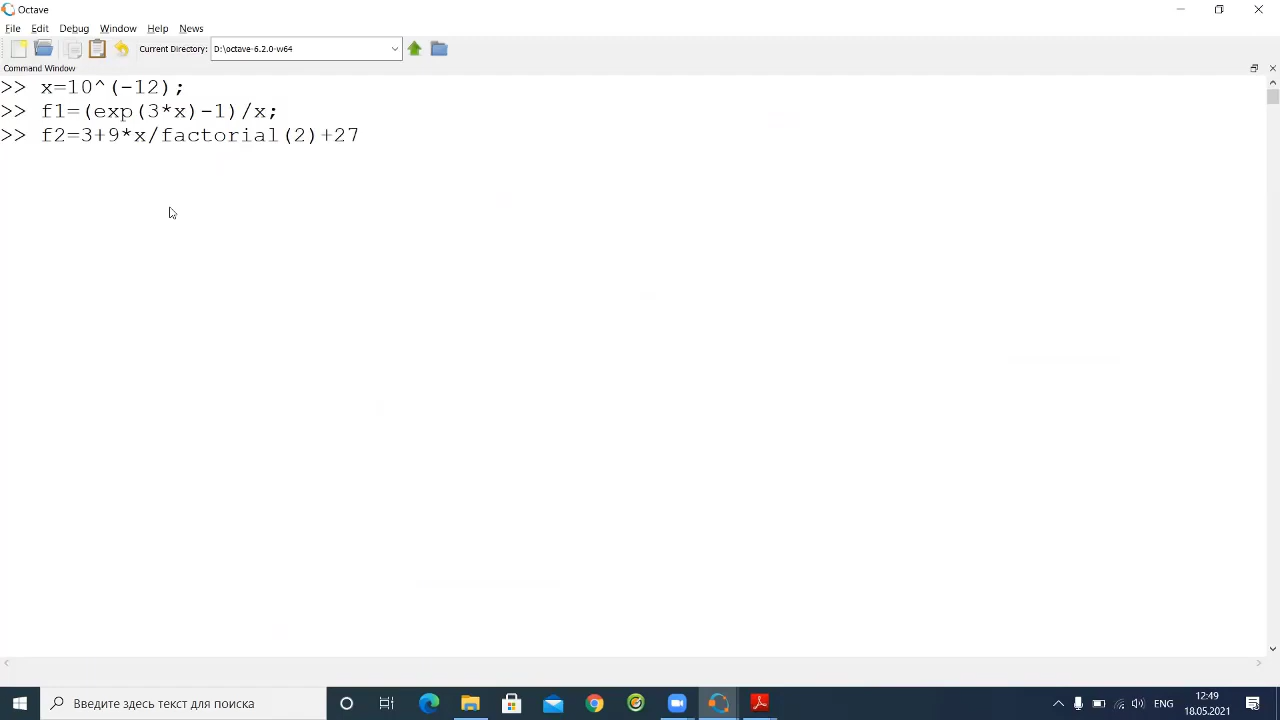 Octave
File Edit Debug Window Help News
Current Directory: D:\octave-6.2.0-w64
Command Window
>> x=10^(-12);
>> f1=(exp(3*x)-1)/x;
>> f2=3+9*x/factorial(2)+27
Введите здесь текст для поиска
ENG
12:49
18.05.2021